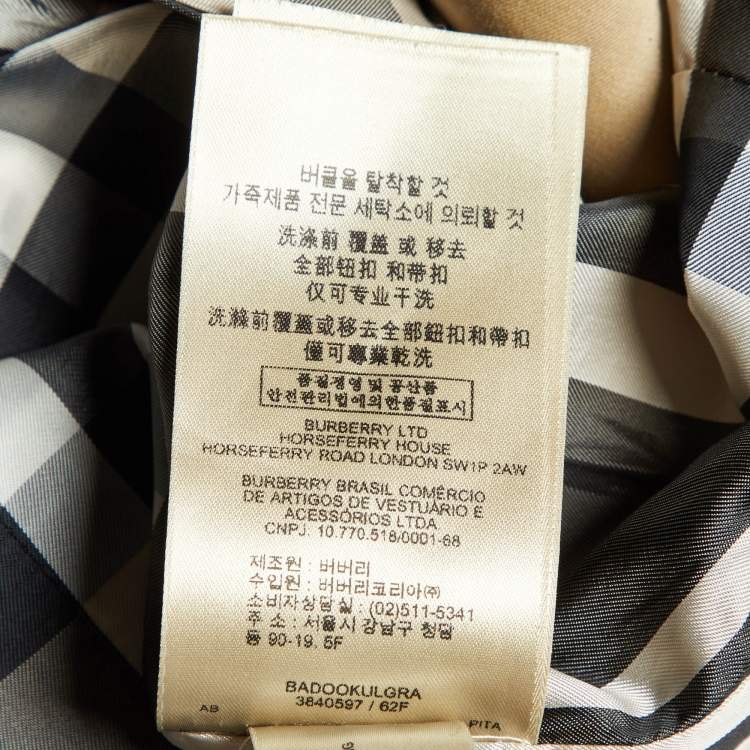 버클을 탈착할 것
가죽제품 전문 세탁소에 의뢰할 것
洗涤前 覆盖 或 移去
全部钮扣 和带扣
仅可专业干洗
洗滌前覆蓋或移去全部鈕扣和帶扣
僅可專業乾洗
품질경영 및 공산품
안전관리법에의한품질표시
BURBERRY LTD
HORSEFERRY HOUSE
HORSEFERRY ROAD LONDON SW1P 2AW
BURBERRY BRASIL COMÉRCIO
DE ARTIGOS DE VESTUÁRIO E
ACESSÓRIOS LTDA
CNPJ: 10.770.518/0001-68
제조원 : 버버리
수입원 : 버버리코리아㈜
소비자상담실 : (02)511-5341
주 소 : 서울시 강남구 청담
동 90-19, 5F
BADOOKULGRA
3840597 / 62F
AB
PITA